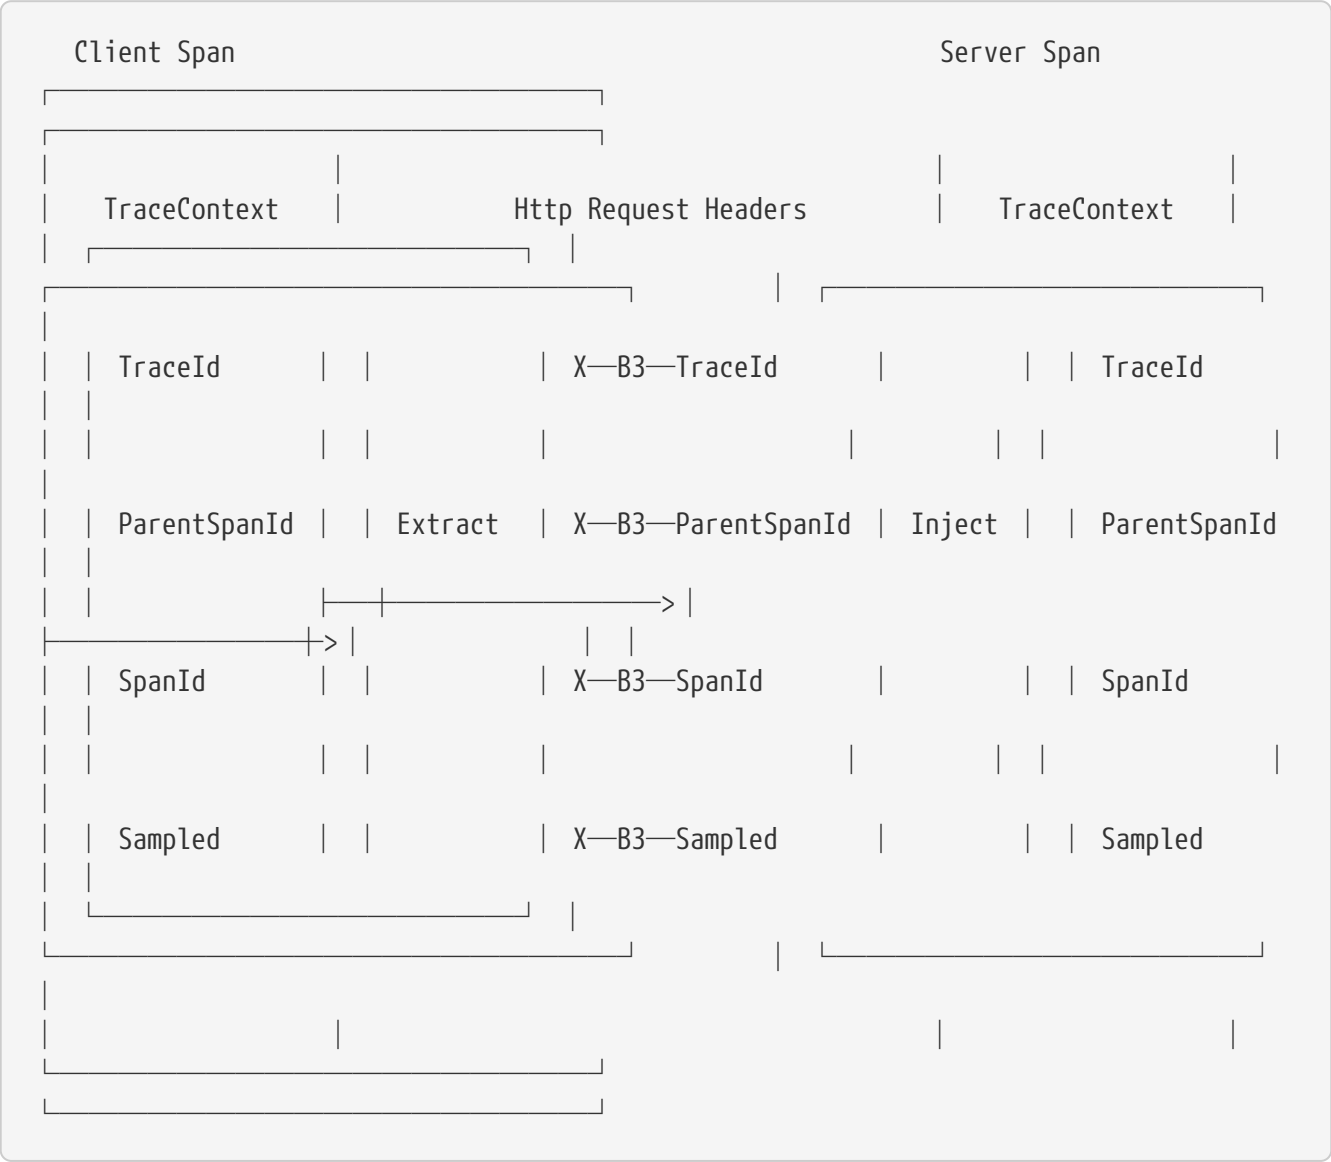 Client Span Server Span
TraceContext Http Request Headers TraceContext
TraceId X──B3──TraceId TraceId
ParentSpanId Extract X──B3──ParentSpanId Inject ParentSpanId
SpanId X──B3──SpanId SpanId
Sampled X──B3──Sampled Sampled